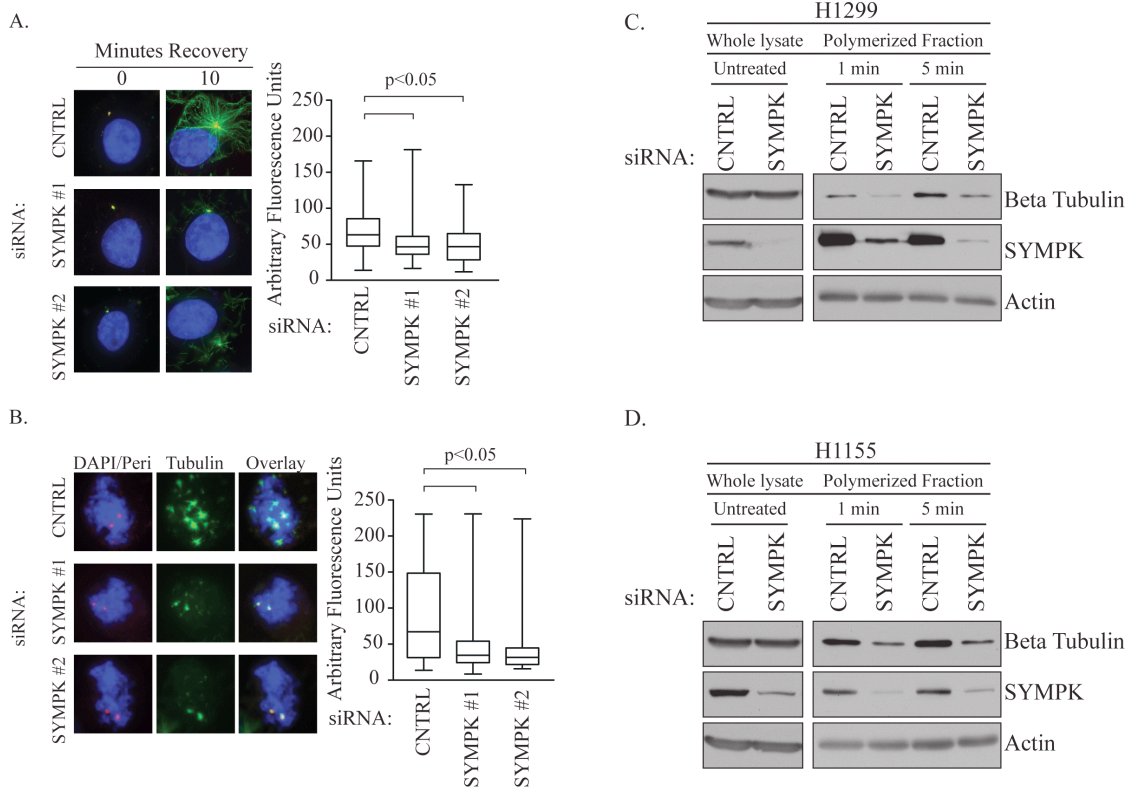 A.
Minutes Recovery
0 10
siRNA:
CNTRL
SYMPK #1
SYMPK #2
p<0.05
Arbitrary Fluorescence Units
250
200
150
100
50
0
siRNA:
CNTRL
SYMPK #1
SYMPK #2
B.
DAPI/Peri Tubulin Overlay
siRNA:
CNTRL
SYMPK #1
SYMPK #2
p<0.05
Arbitrary Fluorescence Units
250
200
150
100
50
0
siRNA:
CNTRL
SYMPK #1
SYMPK #2
C.
H1299
Whole lysate Polymerized Fraction
Untreated 1 min 5 min
siRNA: CNTRL SYMPK CNTRL SYMPK CNTRL SYMPK
Beta Tubulin
SYMPK
Actin
D.
H1155
Whole lysate Polymerized Fraction
Untreated 1 min 5 min
siRNA: CNTRL SYMPK CNTRL SYMPK CNTRL SYMPK
Beta Tubulin
SYMPK
Actin